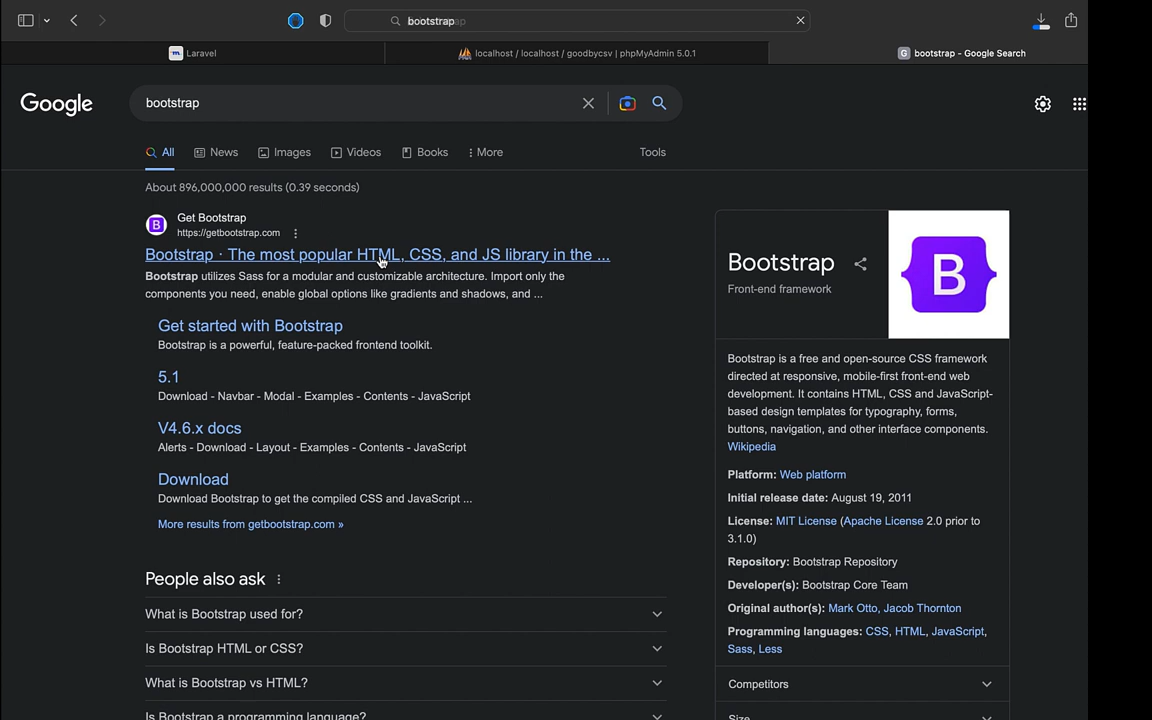 bootstrap
Laravel
localhost / localhost / goodbycsv | phpMyAdmin 5.0.1
G bootstrap - Google Search
Google
bootstrap
All
News
Images
Videos
Books
More
Tools
About 896,000,000 results (0.39 seconds)
B
Get Bootstrap
https://getbootstrap.com
Bootstrap · The most popular HTML, CSS, and JS library in the ...
Bootstrap utilizes Sass for a modular and customizable architecture. Import only the
components you need, enable global options like gradients and shadows, and ...
Get started with Bootstrap
Bootstrap is a powerful, feature-packed frontend toolkit.
5.1
Download - Navbar - Modal - Examples - Contents - JavaScript
V4.6.x docs
Alerts - Download - Layout - Examples - Contents - JavaScript
Download
Download Bootstrap to get the compiled CSS and JavaScript ...
More results from getbootstrap.com »
People also ask
What is Bootstrap used for?
Is Bootstrap HTML or CSS?
What is Bootstrap vs HTML?
Is Bootstrap a programming language?
Bootstrap
Front-end framework
B
Bootstrap is a free and open-source CSS framework
directed at responsive, mobile-first front-end web
development. It contains HTML, CSS and JavaScript-
based design templates for typography, forms,
buttons, navigation, and other interface components.
Wikipedia
Platform: Web platform
Initial release date: August 19, 2011
License: MIT License (Apache License 2.0 prior to
3.1.0)
Repository: Bootstrap Repository
Developer(s): Bootstrap Core Team
Original author(s): Mark Otto, Jacob Thornton
Programming languages: CSS, HTML, JavaScript,
Sass, Less
Competitors
Size